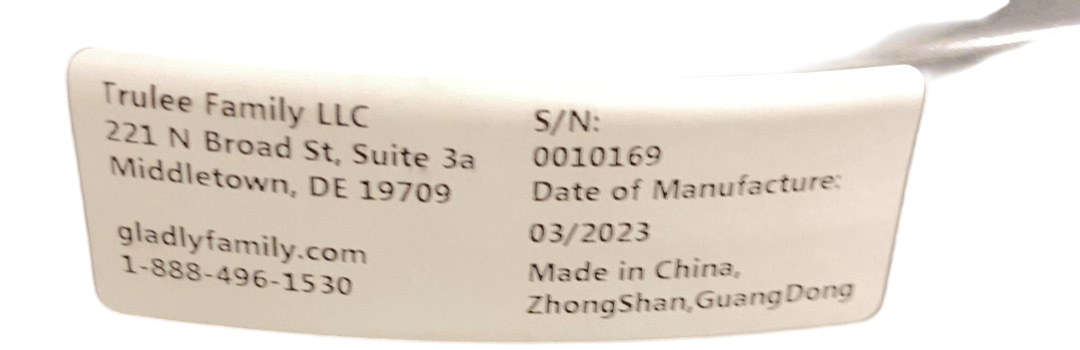 Trulee Family LLC
221 N Broad St, Suite 3a
Middletown, DE 19709
gladlyfamily.com
1-888-496-1530
S/N:
0010169
Date of Manufacture:
03/2023
Made in China,
ZhongShan,GuangDong